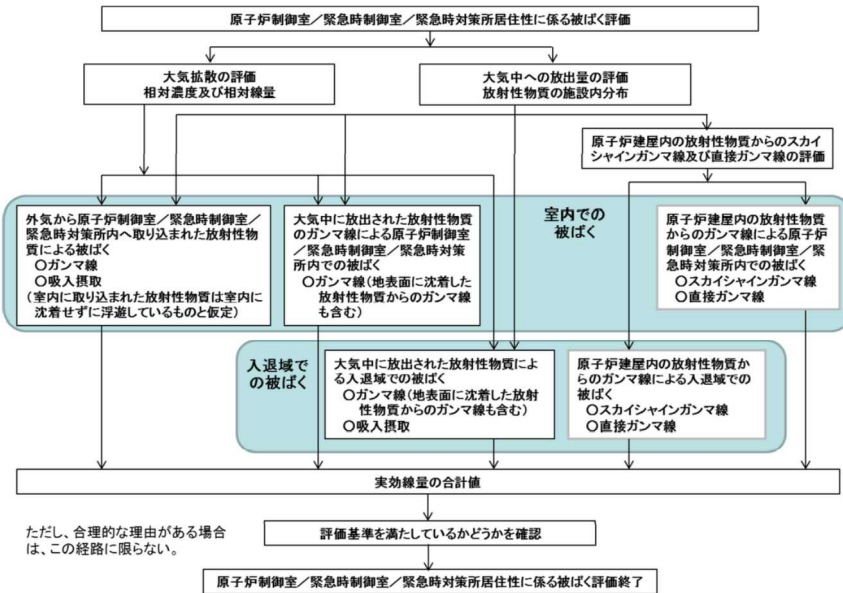 原子炉制御室／緊急時制御室／緊急時対策所居住性に係る被ばく評価
大気拡散の評価
相対濃度及び相対線量
大気中への放出量の評価
放射性物質の施設内分布
原子炉建屋内の放射性物質からのスカイ
シャインガンマ線及び直接ガンマ線の評価
室内での
被ばく
外気から原子炉制御室／緊急時制御室／
緊急時対策所内へ取り込まれた放射性物
質による被ばく
○ガンマ線
○吸入摂取
（室内に取り込まれた放射性物質は室内に
沈着せずに浮遊しているものと仮定）
大気中に放出された放射性物質
のガンマ線による原子炉制御室
／緊急時制御室／緊急時対策
所内での被ばく
○ガンマ線（地表面に沈着した
放射性物質からのガンマ線
も含む）
原子炉建屋内の放射性物質
からのガンマ線による原子炉
制御室／緊急時制御室／緊
急時対策所内での被ばく
○スカイシャインガンマ線
○直接ガンマ線
入退域で
の被ばく
大気中に放出された放射性物質によ
る入退域での被ばく
○ガンマ線（地表面に沈着した放射
性物質からのガンマ線も含む）
○吸入摂取
原子炉建屋内の放射性物質か
らのガンマ線による入退域での
被ばく
○スカイシャインガンマ線
○直接ガンマ線
実効線量の合計値
ただし、合理的な理由がある場合
は、この経路に限らない。
評価基準を満たしているかどうかを確認
原子炉制御室／緊急時制御室／緊急時対策所居住性に係る被ばく評価終了